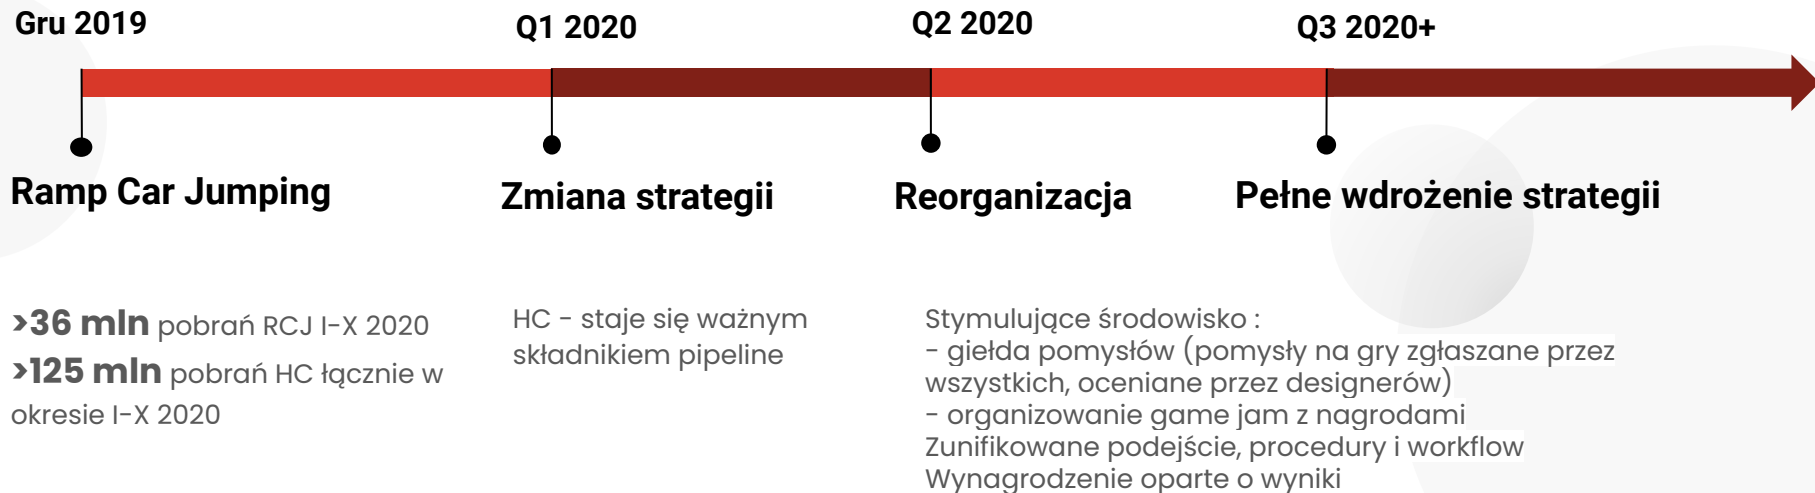 Gru 2019
Q1 2020
Q2 2020
Q3 2020+
Ramp Car Jumping
Zmiana strategii
Reorganizacja
Pełne wdrożenie strategii
>36 mln pobrań RCJ I-X 2020
>125 mln pobrań HC łącznie w
okresie I-X 2020
HC - staje się ważnym
składnikiem pipeline
Stymulujące środowisko :
- giełda pomysłów (pomysły na gry zgłaszane przez
wszystkich, oceniane przez designerów)
- organizowanie game jam z nagrodami
Zunifikowane podejście, procedury i workflow
Wynagrodzenie oparte o wyniki